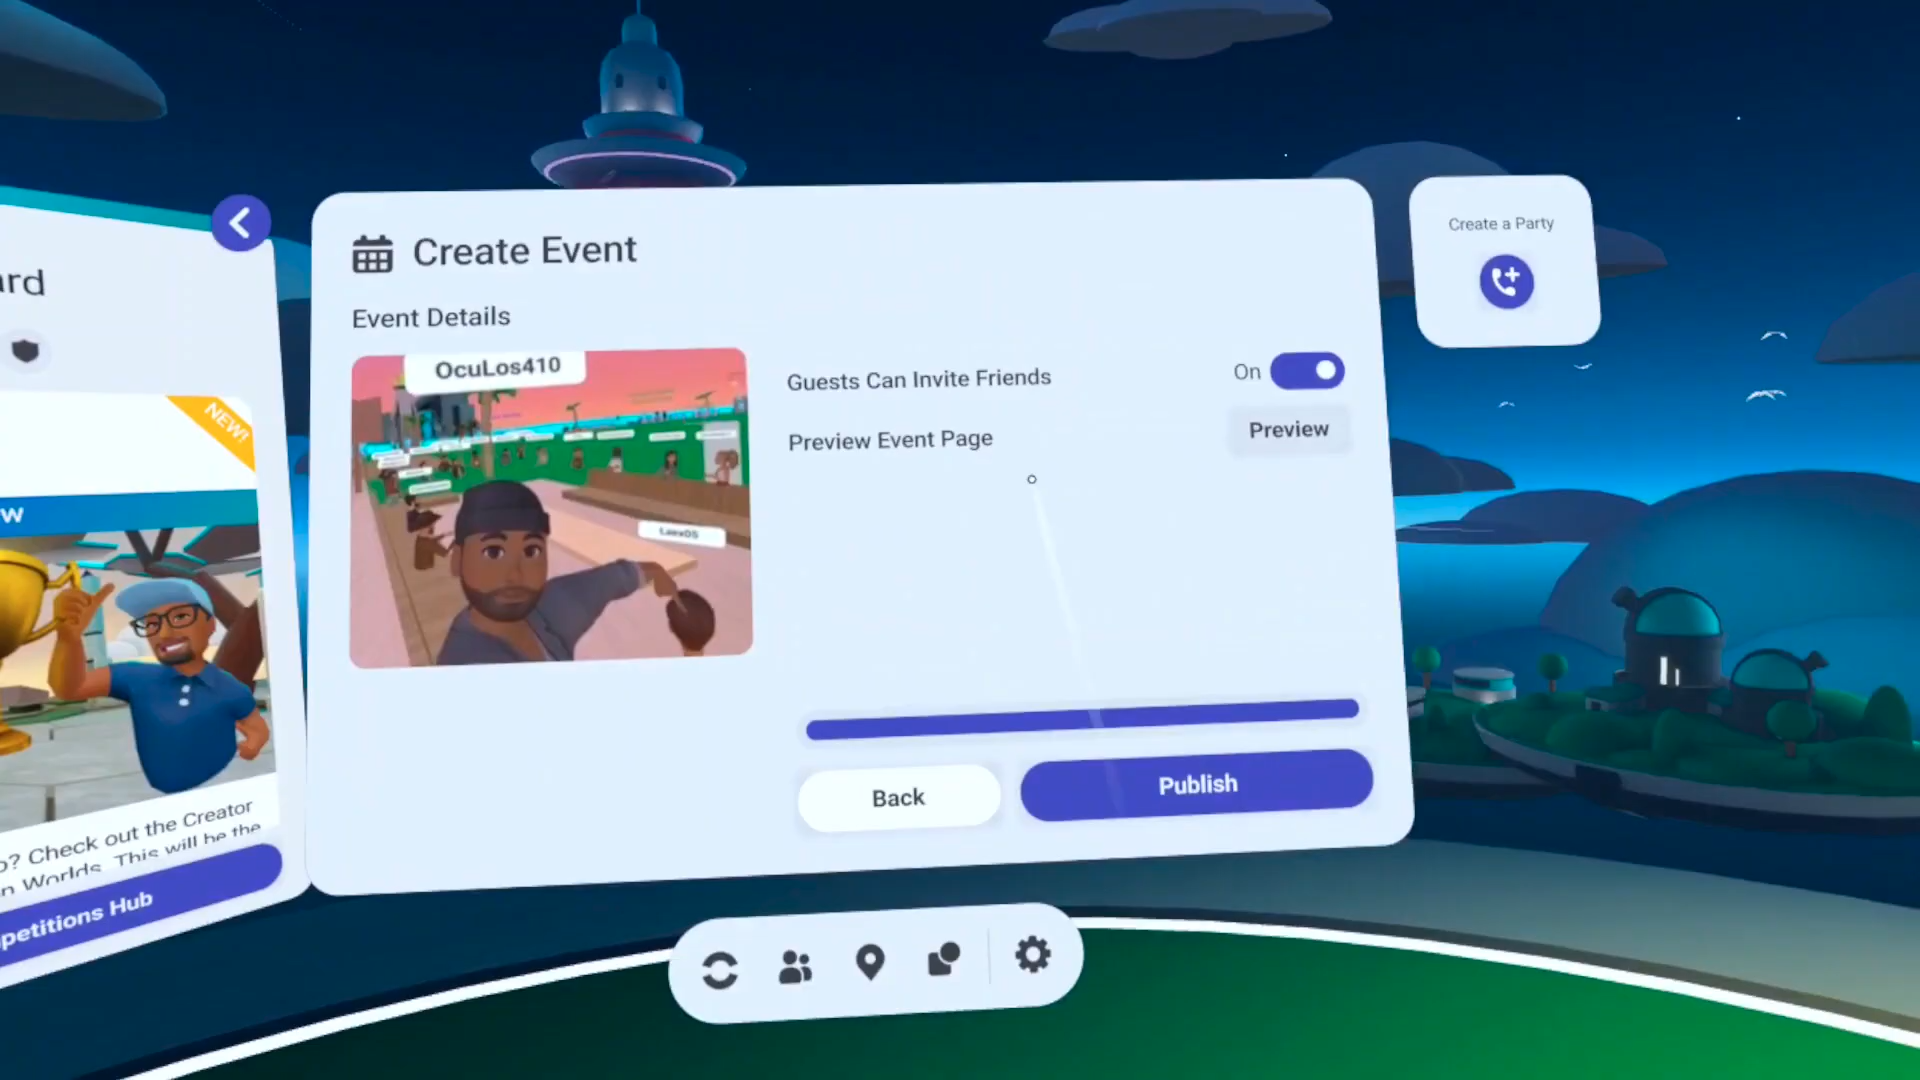 ard
NEW!
W
o? Check out the Creator
n Worlds. This will be the
petitions Hub
Create Event
Event Details
OcuLos410
Guests Can Invite Friends
On
Preview Event Page
Preview
Back
Publish
Create a Party